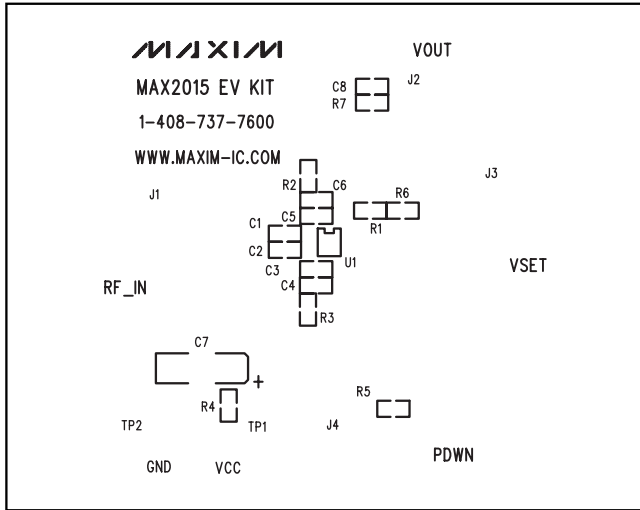 MAXIM
VOUT
MAX2015 EV KIT
C8
J2
R7
1-408-737-7600
WWW.MAXIM-IC.COM
J3
R2
C6
R6
J1
C5
C1
R1
C2
U1
C3
VSET
C4
RF_IN
R3
C7
+
R4
R5
TP2
TP1
J4
GND
VCC
PDWN